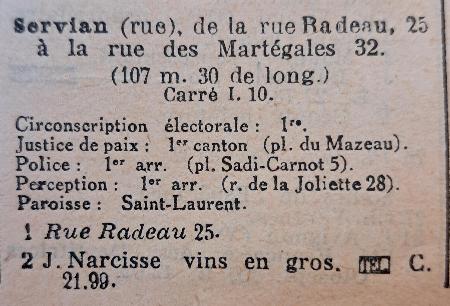 Servian (rue), de la rue Radeau, 25
à la rue des Martégales 32.
(107 m. 30 de long.)
Carré I. 10.
Circonscription électorale : 1re.
Justice de paix : 1er canton (pl. du Mazeau).
Police : 1er arr. (pl. Sadi-Carnot 5).
Perception : 1er arr. (r. de la Joliette 28).
Paroisse : Saint-Laurent.
1 Rue Radeau 25.
2 J. Narcisse vins en gros. TEL C.
21.99.